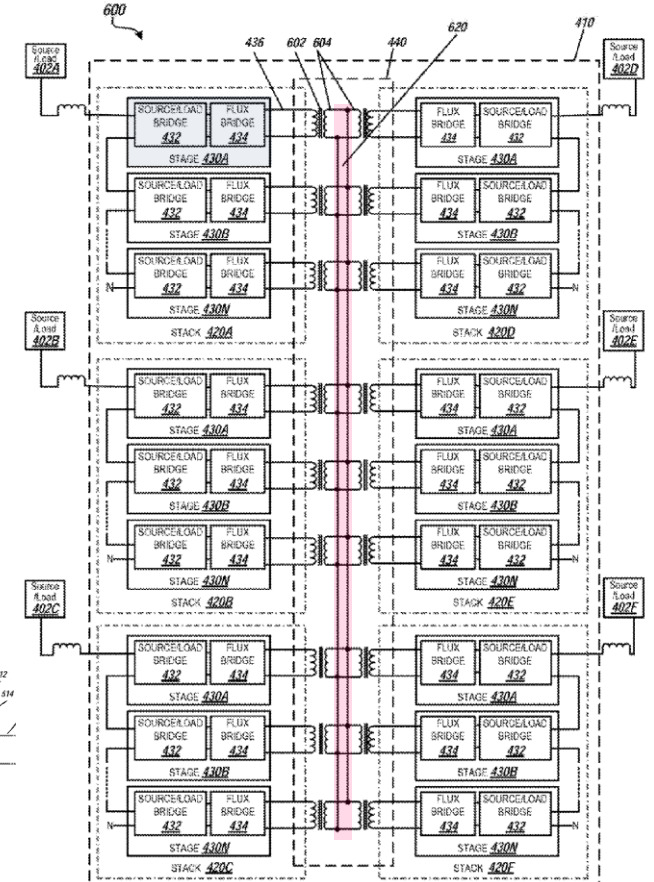 600
436 602 604 440 620 410
Source /Load 402A
Source /Load 402D
SOURCE/LOAD BRIDGE 432 FLUX BRIDGE 434
STAGE 430A
FLUX BRIDGE 434 SOURCE/LOAD BRIDGE 432
STAGE 430A
SOURCE/LOAD BRIDGE 432 FLUX BRIDGE 434
STAGE 430B
FLUX BRIDGE 434 SOURCE/LOAD BRIDGE 432
STAGE 430B
SOURCE/LOAD BRIDGE 432 FLUX BRIDGE 434
N
STAGE 430N
STACK 420A
FLUX BRIDGE 434 SOURCE/LOAD BRIDGE 432
N
STAGE 430N
STACK 420D
Source /Load 402B
Source /Load 402E
SOURCE/LOAD BRIDGE 432 FLUX BRIDGE 434
STAGE 430A
FLUX BRIDGE 434 SOURCE/LOAD BRIDGE 432
STAGE 430A
SOURCE/LOAD BRIDGE 432 FLUX BRIDGE 434
STAGE 430B
FLUX BRIDGE 434 SOURCE/LOAD BRIDGE 432
STAGE 430B
SOURCE/LOAD BRIDGE 432 FLUX BRIDGE 434
N
STAGE 430N
STACK 420B
FLUX BRIDGE 434 SOURCE/LOAD BRIDGE 432
N
STAGE 430N
STACK 420E
Source /Load 402C
Source /Load 402F
SOURCE/LOAD BRIDGE 432 FLUX BRIDGE 434
STAGE 430A
FLUX BRIDGE 434 SOURCE/LOAD BRIDGE 432
STAGE 430A
SOURCE/LOAD BRIDGE 432 FLUX BRIDGE 434
STAGE 430B
FLUX BRIDGE 434 SOURCE/LOAD BRIDGE 432
STAGE 430B
SOURCE/LOAD BRIDGE 432 FLUX BRIDGE 434
N
STAGE 430N
STACK 420C
FLUX BRIDGE 434 SOURCE/LOAD BRIDGE 432
N
STAGE 430N
STACK 420F
514